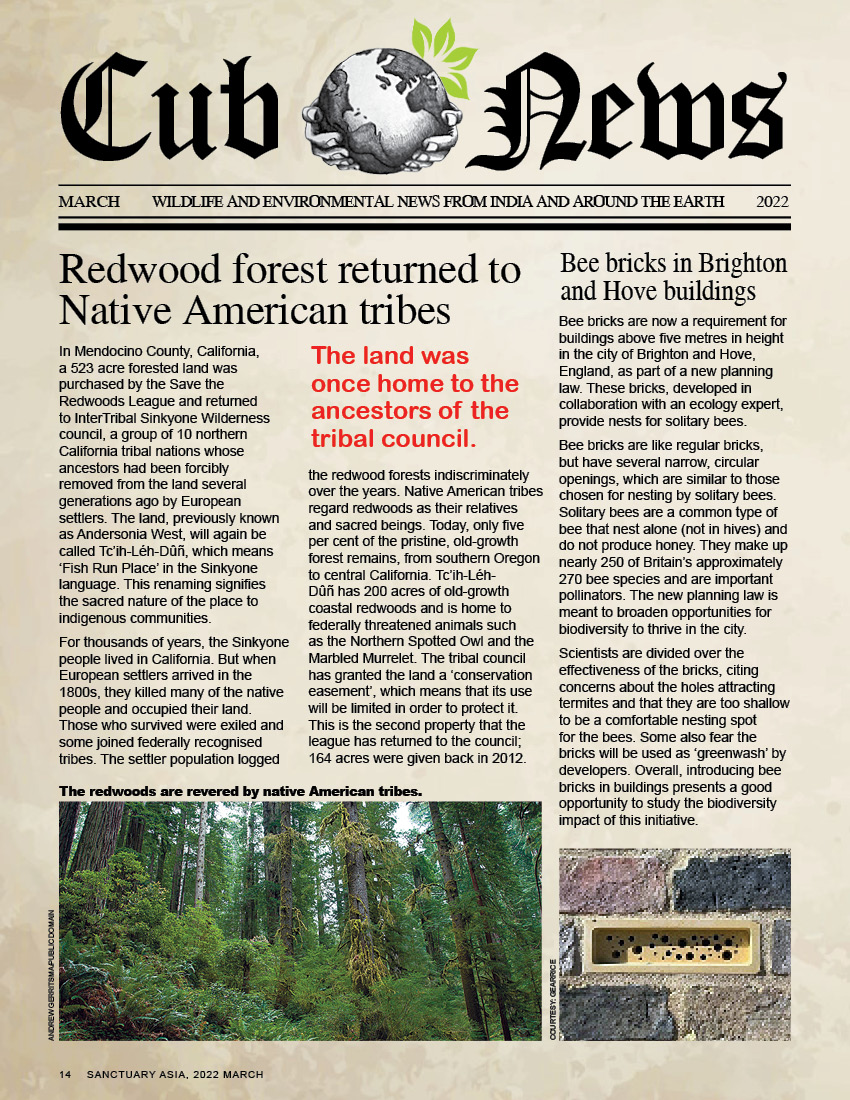 Cub News
MARCH WILDLIFE AND ENVIRONMENTAL NEWS FROM INDIA AND AROUND THE EARTH 2022
Redwood forest returned to
Native American tribes
In Mendocino County, California,
a 523 acre forested land was
purchased by the Save the
Redwoods League and returned
to InterTribal Sinkyone Wilderness
council, a group of 10 northern
California tribal nations whose
ancestors had been forcibly
removed from the land several
generations ago by European
settlers. The land, previously known
as Andersonia West, will again be
called Tc’ih-Léh-Dûñ, which means
‘Fish Run Place’ in the Sinkyone
language. This renaming signifies
the sacred nature of the place to
indigenous communities.
For thousands of years, the Sinkyone
people lived in California. But when
European settlers arrived in the
1800s, they killed many of the native
people and occupied their land.
Those who survived were exiled and
some joined federally recognised
tribes. The settler population logged
The land was
once home to the
ancestors of the
tribal council.
the redwood forests indiscriminately
over the years. Native American tribes
regard redwoods as their relatives
and sacred beings. Today, only five
per cent of the pristine, old-growth
forest remains, from southern Oregon
to central California. Tc’ih-Léh-
Dûñ has 200 acres of old-growth
coastal redwoods and is home to
federally threatened animals such
as the Northern Spotted Owl and the
Marbled Murrelet. The tribal council
has granted the land a ‘conservation
easement’, which means that its use
will be limited in order to protect it.
This is the second property that the
league has returned to the council;
164 acres were given back in 2012.
The redwoods are revered by native American tribes.
ANDREW GERRITSMA/PUBLIC DOMAIN
Bee bricks in Brighton
and Hove buildings
Bee bricks are now a requirement for
buildings above five metres in height
in the city of Brighton and Hove,
England, as part of a new planning
law. These bricks, developed in
collaboration with an ecology expert,
provide nests for solitary bees.
Bee bricks are like regular bricks,
but have several narrow, circular
openings, which are similar to those
chosen for nesting by solitary bees.
Solitary bees are a common type of
bee that nest alone (not in hives) and
do not produce honey. They make up
nearly 250 of Britain’s approximately
270 bee species and are important
pollinators. The new planning law is
meant to broaden opportunities for
biodiversity to thrive in the city.
Scientists are divided over the
effectiveness of the bricks, citing
concerns about the holes attracting
termites and that they are too shallow
to be a comfortable nesting spot
for the bees. Some also fear the
bricks will be used as ‘greenwash’ by
developers. Overall, introducing bee
bricks in buildings presents a good
opportunity to study the biodiversity
impact of this initiative.
COURTESY: GEARRICE
14 SANCTUARY ASIA, 2022 MARCH